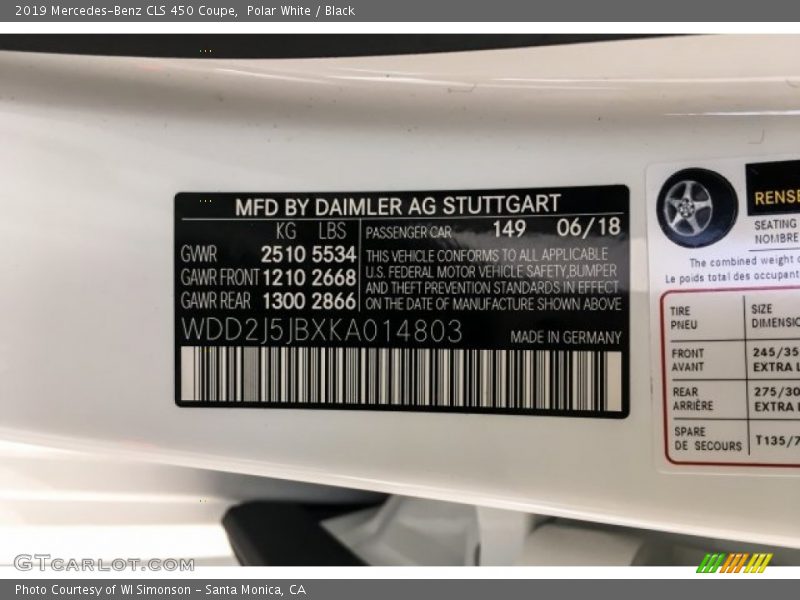 2019 Mercedes-Benz CLS 450 Coupe,  Polar White / Black
MFD BY DAIMLER AG STUTTGART
KG LBS
GVWR 2510 5534
GAWR FRONT 1210 2668
GAWR REAR 1300 2866
PASSENGER CAR 149 06/18
THIS VEHICLE CONFORMS TO ALL APPLICABLE
U.S. FEDERAL MOTOR VEHICLE SAFETY,BUMPER
AND THEFT PREVENTION STANDARDS IN EFFECT
ON THE DATE OF MANUFACTURE SHOWN ABOVE
WDD2J5JBXKA014803
MADE IN GERMANY
RENSE
SEATING
NOMBRE
The combined weight
Le poids total des occupant
TIRE
PNEU
SIZE
DIMENSIO
FRONT
AVANT
245/35
EXTRA L
REAR
ARRIÈRE
275/30
EXTRA L
SPARE
DE SECOURS
T135/7
GTcarlot.com
Photo Courtesy of WI Simonson - Santa Monica, CA